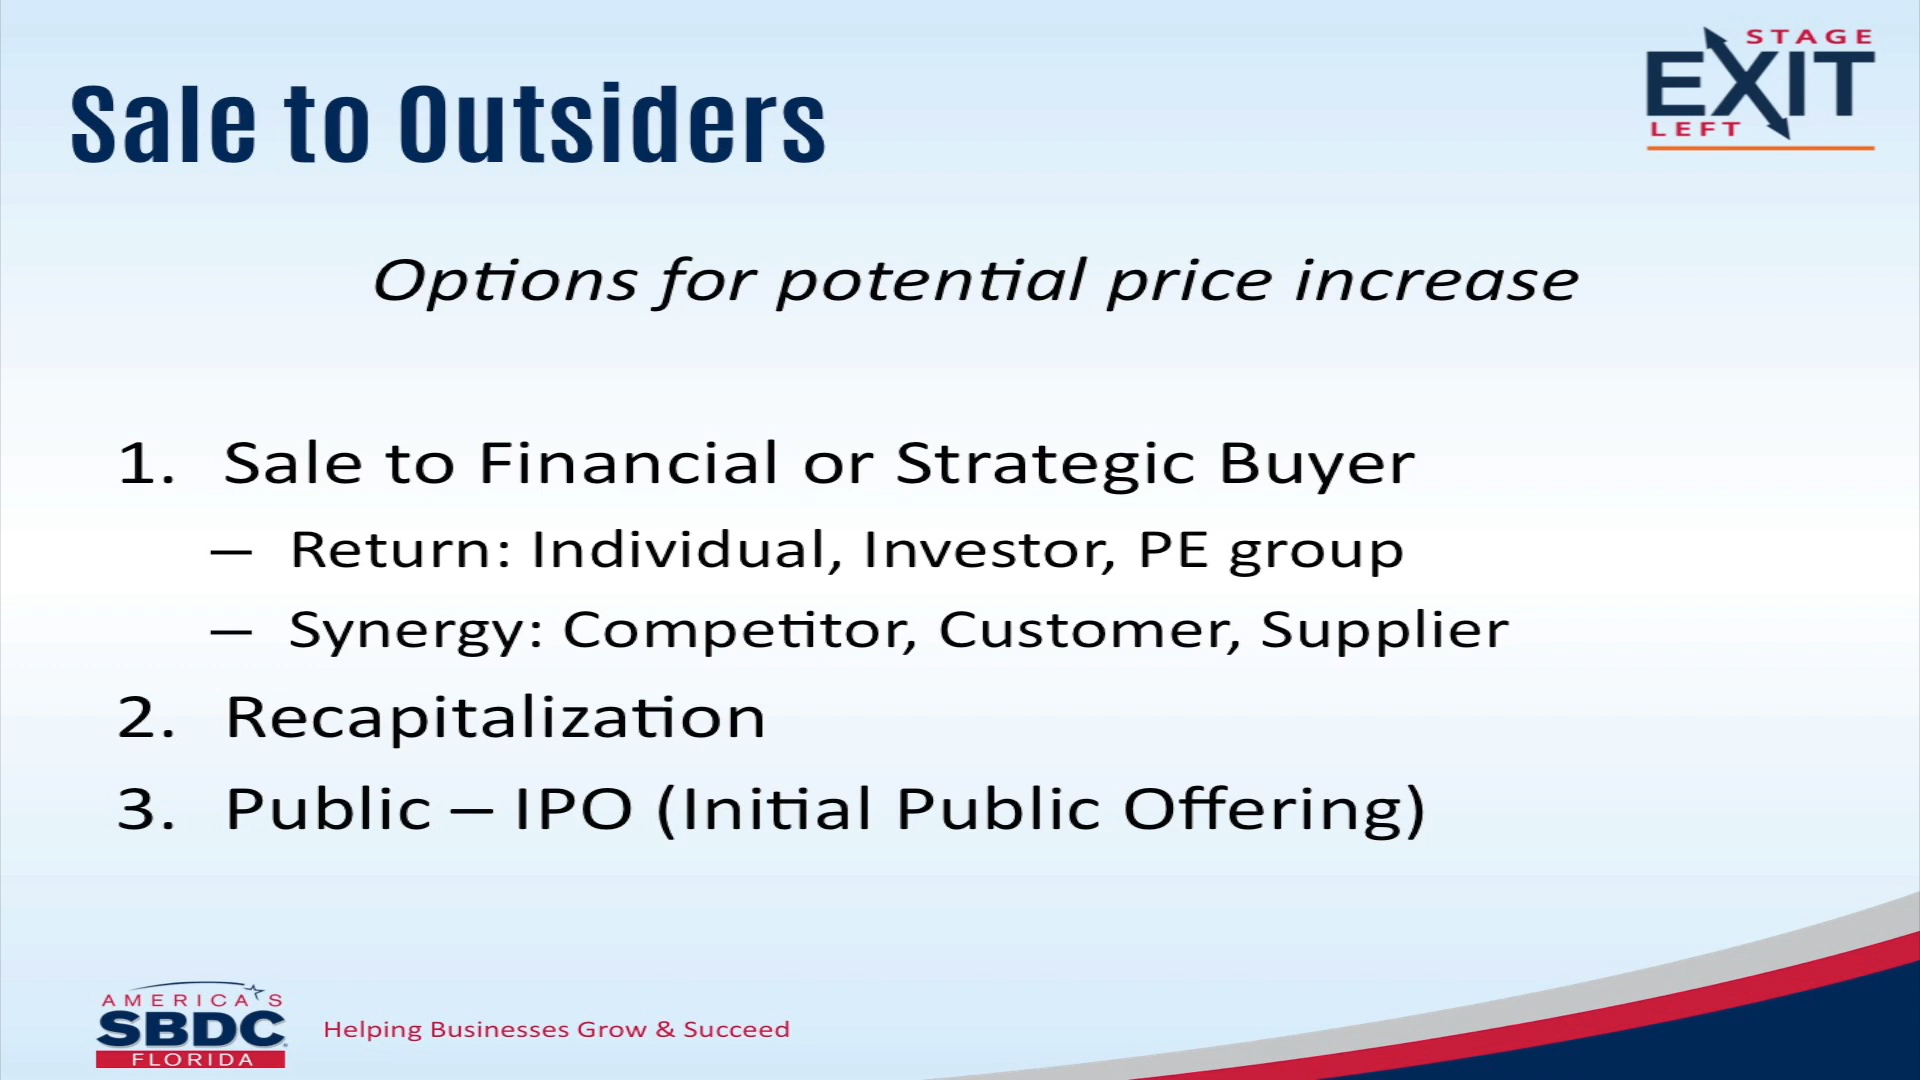 STAGE
EXIT
LEFT
Sale to Outsiders
Options for potential price increase
1. Sale to Financial or Strategic Buyer
– Return: Individual, Investor, PE group
– Synergy: Competitor, Customer, Supplier
2. Recapitalization
3. Public – IPO (Initial Public Offering)
AMERICA'S
SBDC
FLORIDA
Helping Businesses Grow & Succeed